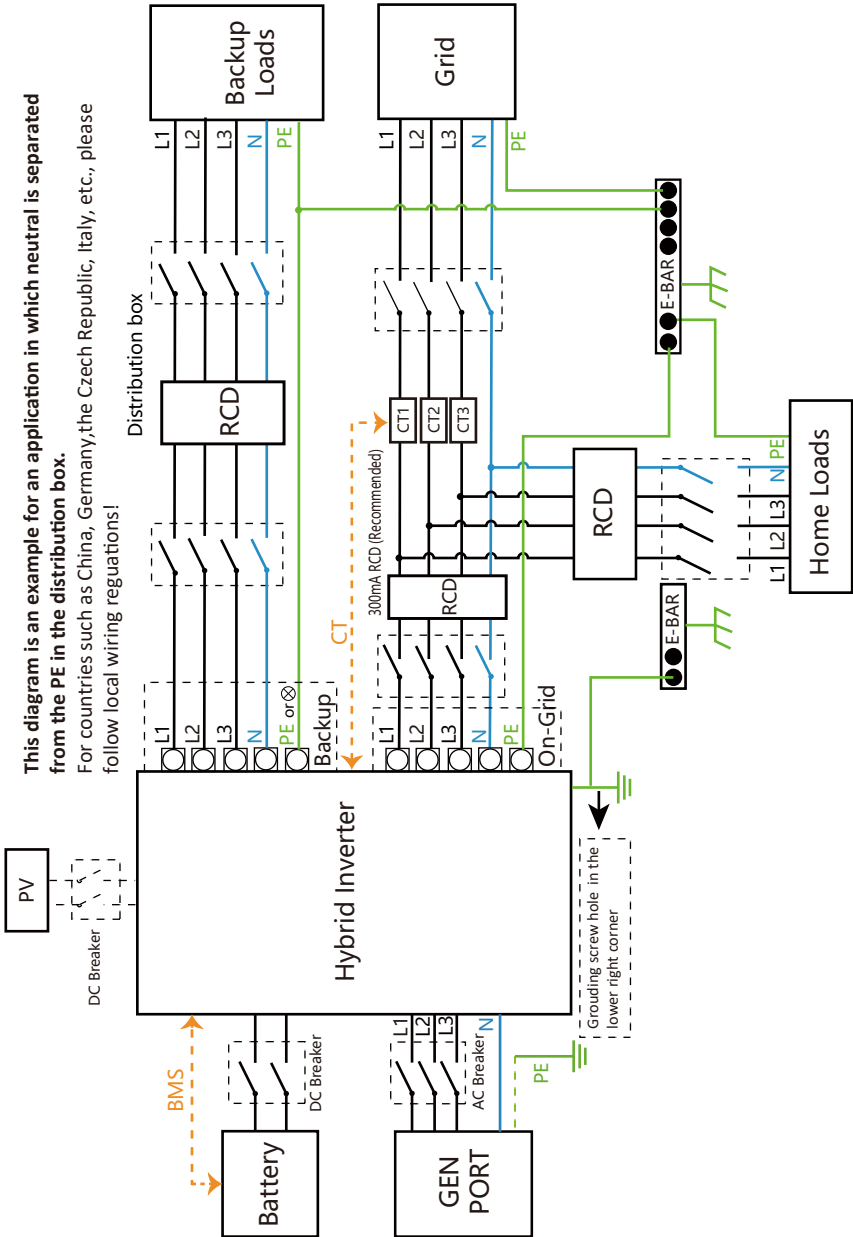 This diagram is an example for an application in which neutral is separated
from the PE in the distribution box.
For countries such as China, Germany,the Czech Republic, Italy, etc., please
follow local wiring reguations!
PV
DC Breaker
Distribution box
Backup
Loads
L1
L2
L3
N
PE
RCD
L1
L2
L3
N
PE or
Backup
BMS
Battery
DC Breaker
Hybrid Inverter
CT
Grid
L1
L2
L3
N
PE
CT1
CT2
CT3
300mA RCD (Recommended)
RCD
L1
L2
L3
N
PE
On-Grid
GEN
PORT
L1
L2
L3
N
AC Breaker
PE
Grouding screw hole in the
lower right corner
E-BAR
E-BAR
RCD
L1
L2
L3
N
PE
Home Loads